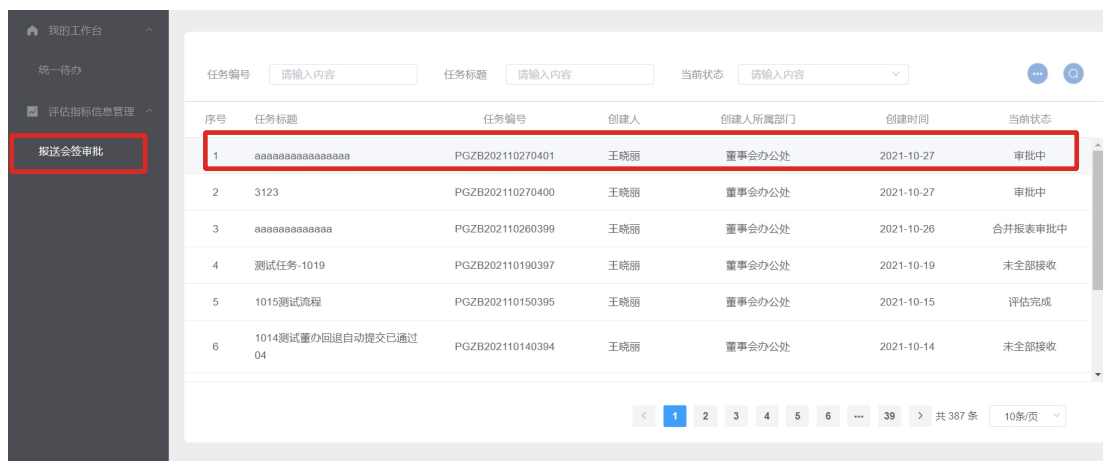 我的工作台
统一待办
评估指标信息管理
报送会签审批
任务编号 请输入内容 任务标题 请输入内容 当前状态 请输入内容
序号 任务标题 任务编号 创建人 创建人所属部门 创建时间 当前状态
1 aaaaaaaaaaaaaaaa PGZB202110270401 王晓丽 董事会办公处 2021-10-27 审批中
2 3123 PGZB202110270400 王晓丽 董事会办公处 2021-10-27 审批中
3 aaaaaaaaaaaaa PGZB202110260399 王晓丽 董事会办公处 2021-10-26 合并报表审批中
4 测试任务-1019 PGZB202110190397 王晓丽 董事会办公处 2021-10-19 未全部接收
5 1015测试流程 PGZB202110150395 王晓丽 董事会办公处 2021-10-15 评估完成
6 1014测试董办回退自动提交已通过04 PGZB202110140394 王晓丽 董事会办公处 2021-10-14 未全部接收
< 1 2 3 4 5 6 ··· 39 > 共 387 条 10条/页